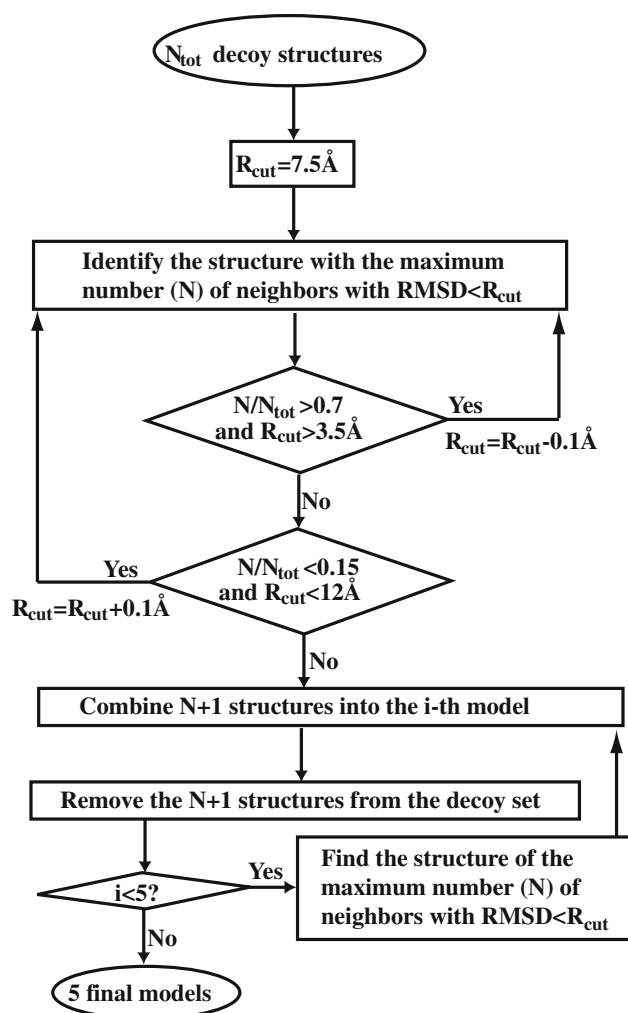 N_tot decoy structures
R_cut=7.5Å
Identify the structure with the maximum
number (N) of neighbors with RMSD<R_cut
N/N_tot >0.7
and R_cut>3.5Å
Yes
R_cut=R_cut-0.1Å
No
N/N_tot <0.15
and R_cut<12Å
Yes
R_cut=R_cut+0.1Å
No
Combine N+1 structures into the i-th model
Remove the N+1 structures from the decoy set
i<5?
Yes
Find the structure of the
maximum number (N) of
neighbors with RMSD<R_cut
No
5 final models